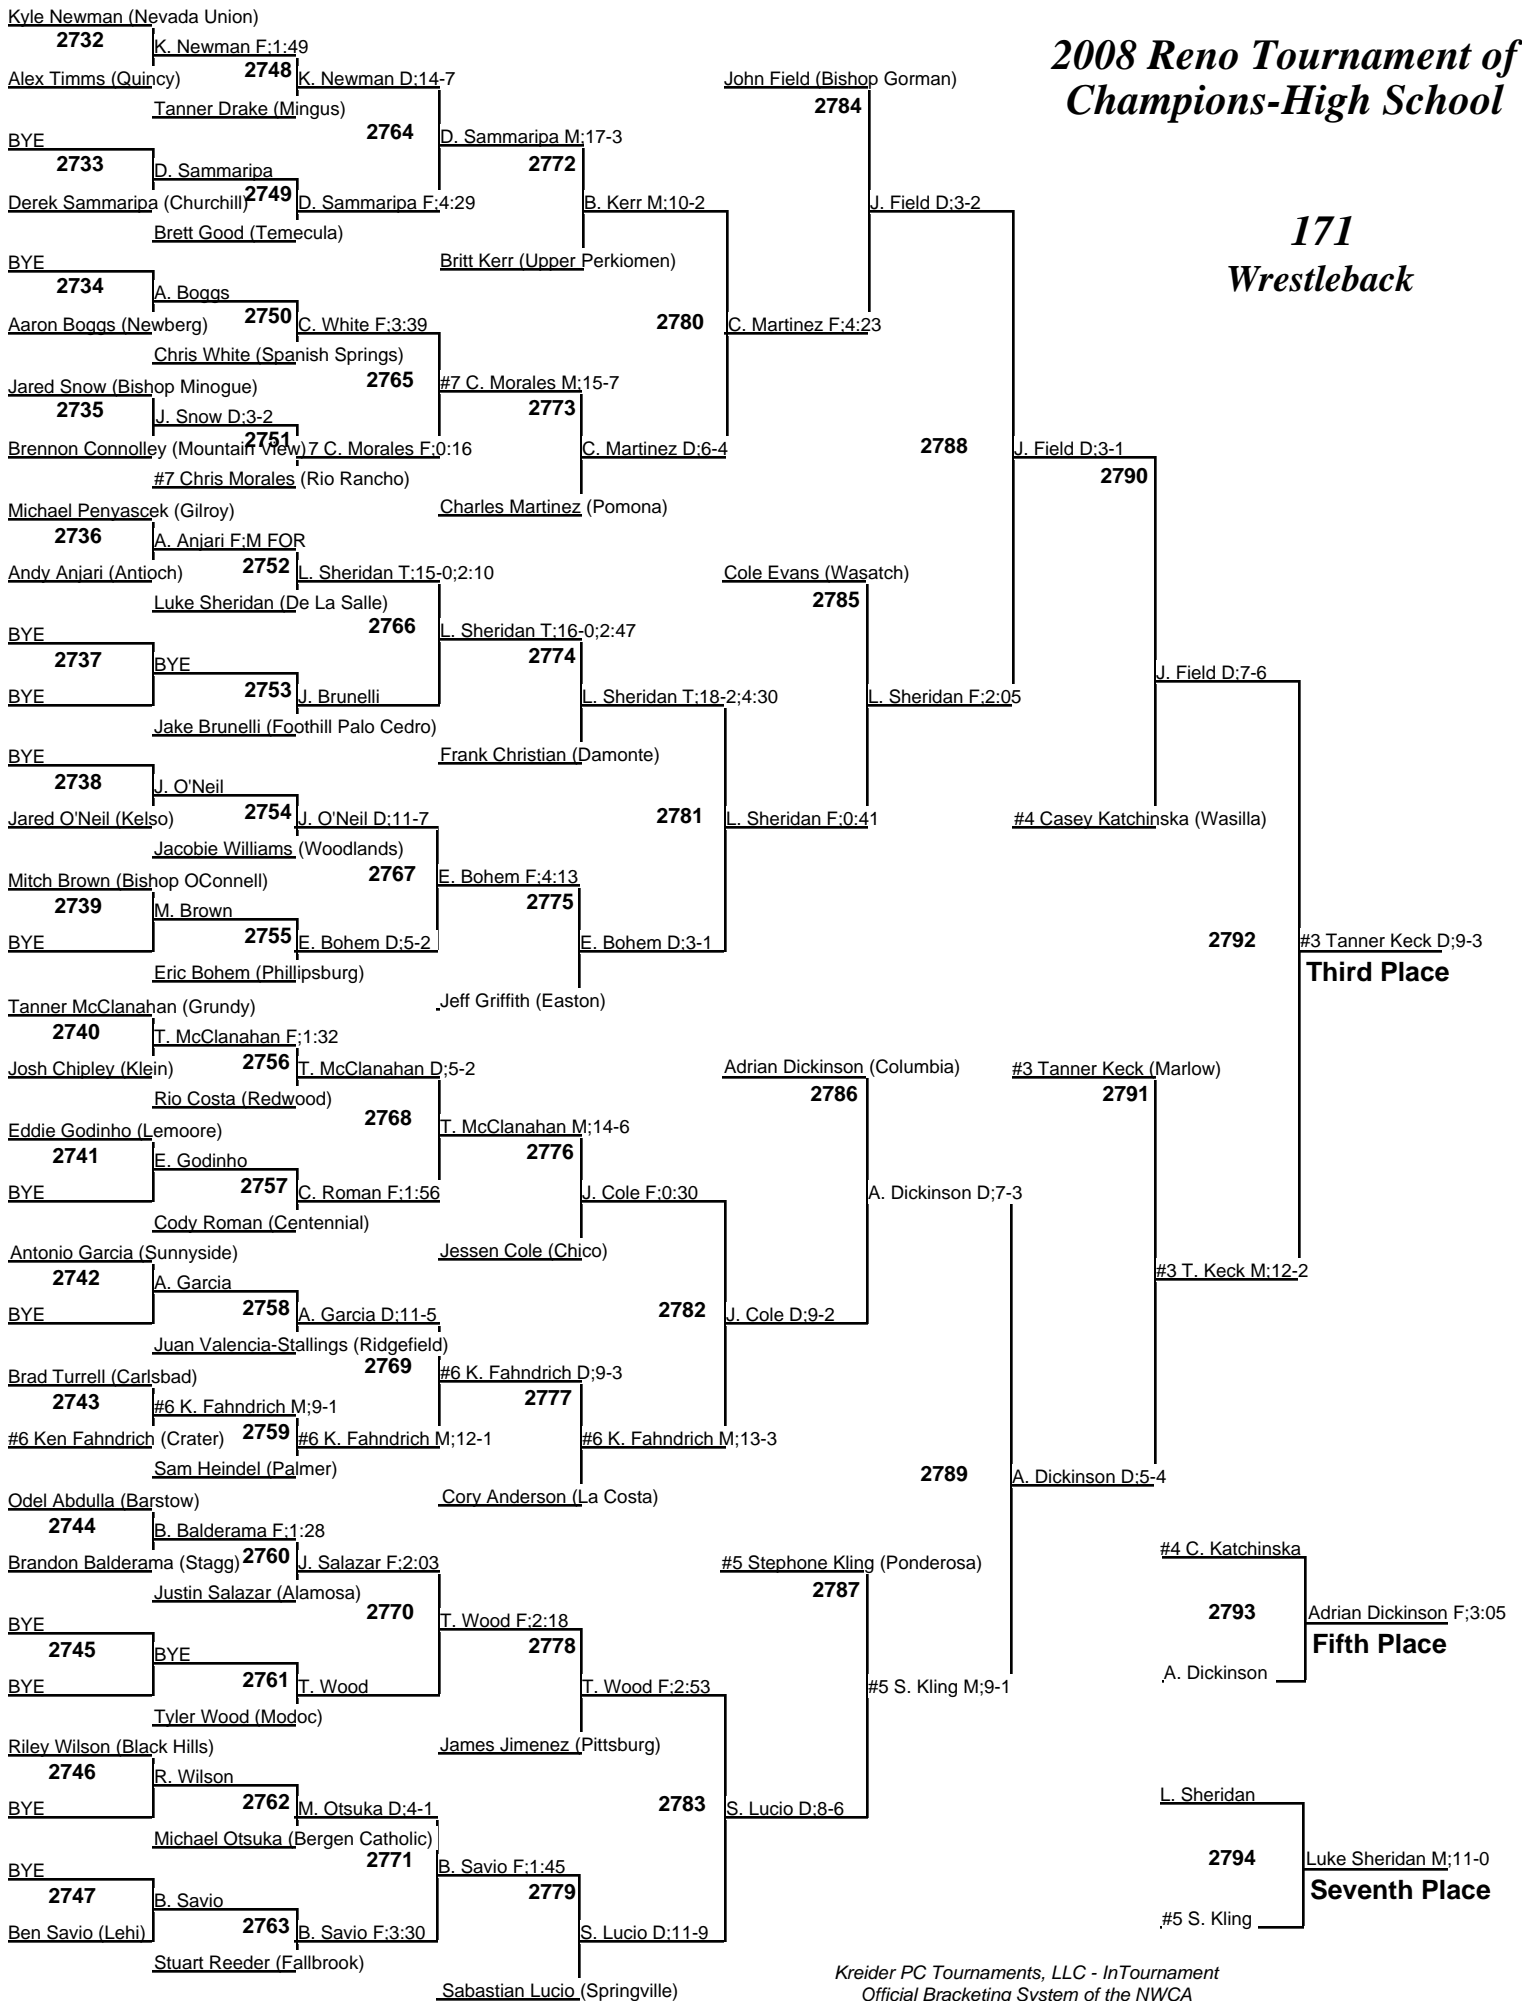 2008 Reno Tournament of
Champions-High School
171
Wrestleback
Kyle Newman (Nevada Union)
2732
K. Newman F;1:49
Alex Timms (Quincy)
2748
K. Newman D;14-7
Tanner Drake (Mingus)
2764
D. Sammaripa M;17-3
BYE
2733
D. Sammaripa
Derek Sammaripa (Churchill)
2749
D. Sammaripa F;4:29
Brett Good (Temecula)
2772
B. Kerr M;10-2
Britt Kerr (Upper Perkiomen)
BYE
2734
A. Boggs
Aaron Boggs (Newberg)
2750
C. White F;3:39
Chris White (Spanish Springs)
2765
#7 C. Morales M;15-7
Jared Snow (Bishop Minogue)
2735
J. Snow D;3-2
Brennon Connolley (Mountain View)
2751
7 C. Morales F;0:16
#7 Chris Morales (Rio Rancho)
2773
C. Martinez D;6-4
Charles Martinez (Pomona)
2780
C. Martinez F;4:23
John Field (Bishop Gorman)
2784
J. Field D;3-2
Michael Penyascek (Gilroy)
2736
A. Anjari F;M FOR
Andy Anjari (Antioch)
2752
L. Sheridan T;15-0;2:10
Luke Sheridan (De La Salle)
2766
L. Sheridan T;16-0;2:47
BYE
2737
BYE
BYE
2753
J. Brunelli
Jake Brunelli (Foothill Palo Cedro)
2774
L. Sheridan T;18-2;4:30
Frank Christian (Damonte)
BYE
2738
J. O'Neil
Jared O'Neil (Kelso)
2754
J. O'Neil D;11-7
Jacobie Williams (Woodlands)
2767
E. Bohem F;4:13
Mitch Brown (Bishop OConnell)
2739
M. Brown
BYE
2755
E. Bohem D;5-2
Eric Bohem (Phillipsburg)
2775
E. Bohem D;3-1
Jeff Griffith (Easton)
2781
L. Sheridan F;0:41
Cole Evans (Wasatch)
2785
L. Sheridan F;2:05
2788
J. Field D;3-1
2790
J. Field D;7-6
#4 Casey Katchinska (Wasilla)
Tanner McClanahan (Grundy)
2740
T. McClanahan F;1:32
Josh Chipley (Klein)
2756
T. McClanahan D;5-2
Rio Costa (Redwood)
2768
T. McClanahan M;14-6
Eddie Godinho (Lemoore)
2741
E. Godinho
BYE
2757
C. Roman F;1:56
Cody Roman (Centennial)
2776
J. Cole F;0:30
Jessen Cole (Chico)
Antonio Garcia (Sunnyside)
2742
A. Garcia
BYE
2758
A. Garcia D;11-5
Juan Valencia-Stallings (Ridgefield)
2769
#6 K. Fahndrich D;9-3
Brad Turrell (Carlsbad)
2743
#6 K. Fahndrich M;9-1
#6 Ken Fahndrich (Crater)
2759
#6 K. Fahndrich M;12-1
Sam Heindel (Palmer)
2777
#6 K. Fahndrich M;13-3
Cory Anderson (La Costa)
2782
J. Cole D;9-2
Adrian Dickinson (Columbia)
2786
A. Dickinson D;7-3
Odel Abdulla (Barstow)
2744
B. Balderama F;1:28
Brandon Balderama (Stagg)
2760
J. Salazar F;2:03
Justin Salazar (Alamosa)
2770
T. Wood F;2:18
BYE
2745
BYE
BYE
2761
T. Wood
Tyler Wood (Modoc)
2778
T. Wood F;2:53
James Jimenez (Pittsburg)
Riley Wilson (Black Hills)
2746
R. Wilson
BYE
2762
M. Otsuka D;4-1
Michael Otsuka (Bergen Catholic)
2771
B. Savio F;1:45
BYE
2747
B. Savio
Ben Savio (Lehi)
2763
B. Savio F;3:30
Stuart Reeder (Fallbrook)
2779
S. Lucio D;11-9
Sabastian Lucio (Springville)
2783
S. Lucio D;8-6
#5 Stephone Kling (Ponderosa)
2787
#5 S. Kling M;9-1
2789
A. Dickinson D;5-4
#3 Tanner Keck (Marlow)
2791
#3 T. Keck M;12-2
2792
#3 Tanner Keck D;9-3
Third Place
#4 C. Katchinska
2793
Adrian Dickinson F;3:05
Fifth Place
A. Dickinson
L. Sheridan
2794
Luke Sheridan M;11-0
Seventh Place
#5 S. Kling
Kreider PC Tournaments, LLC - InTournament
Official Bracketing System of the NWCA